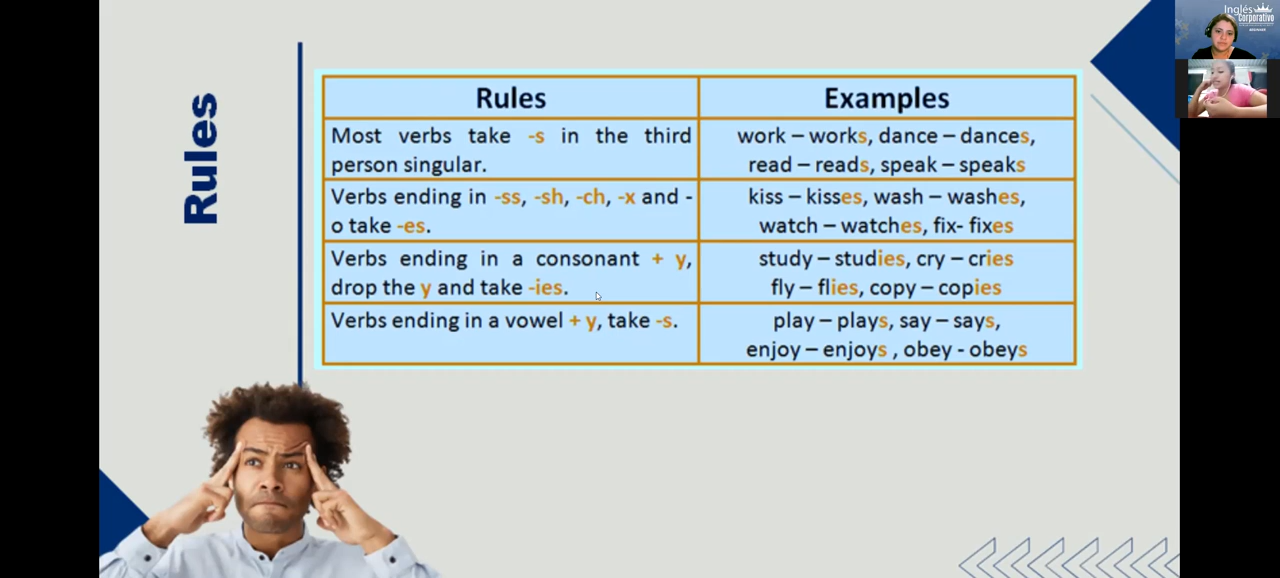 Rules
Rules
Examples
Most verbs take -s in the third
person singular.
work – works, dance – dances,
read – reads, speak – speaks
Verbs ending in -ss, -sh, -ch, -x and -
o take -es.
kiss – kisses, wash – washes,
watch – watches, fix- fixes
Verbs ending in a consonant + y,
drop the y and take -ies.
study – studies, cry – cries
fly – flies, copy – copies
Verbs ending in a vowel + y, take -s.
play – plays, say – says,
enjoy – enjoys , obey - obeys
Inglés
Corporativo